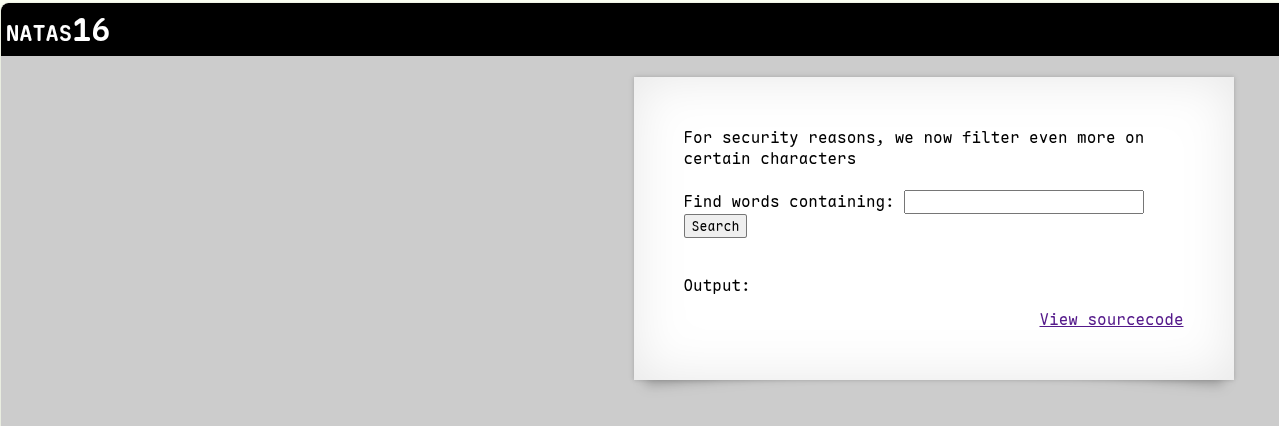 NATAS16
For security reasons, we now filter even more on
certain characters
Find words containing:
Search
Output:
View sourcecode